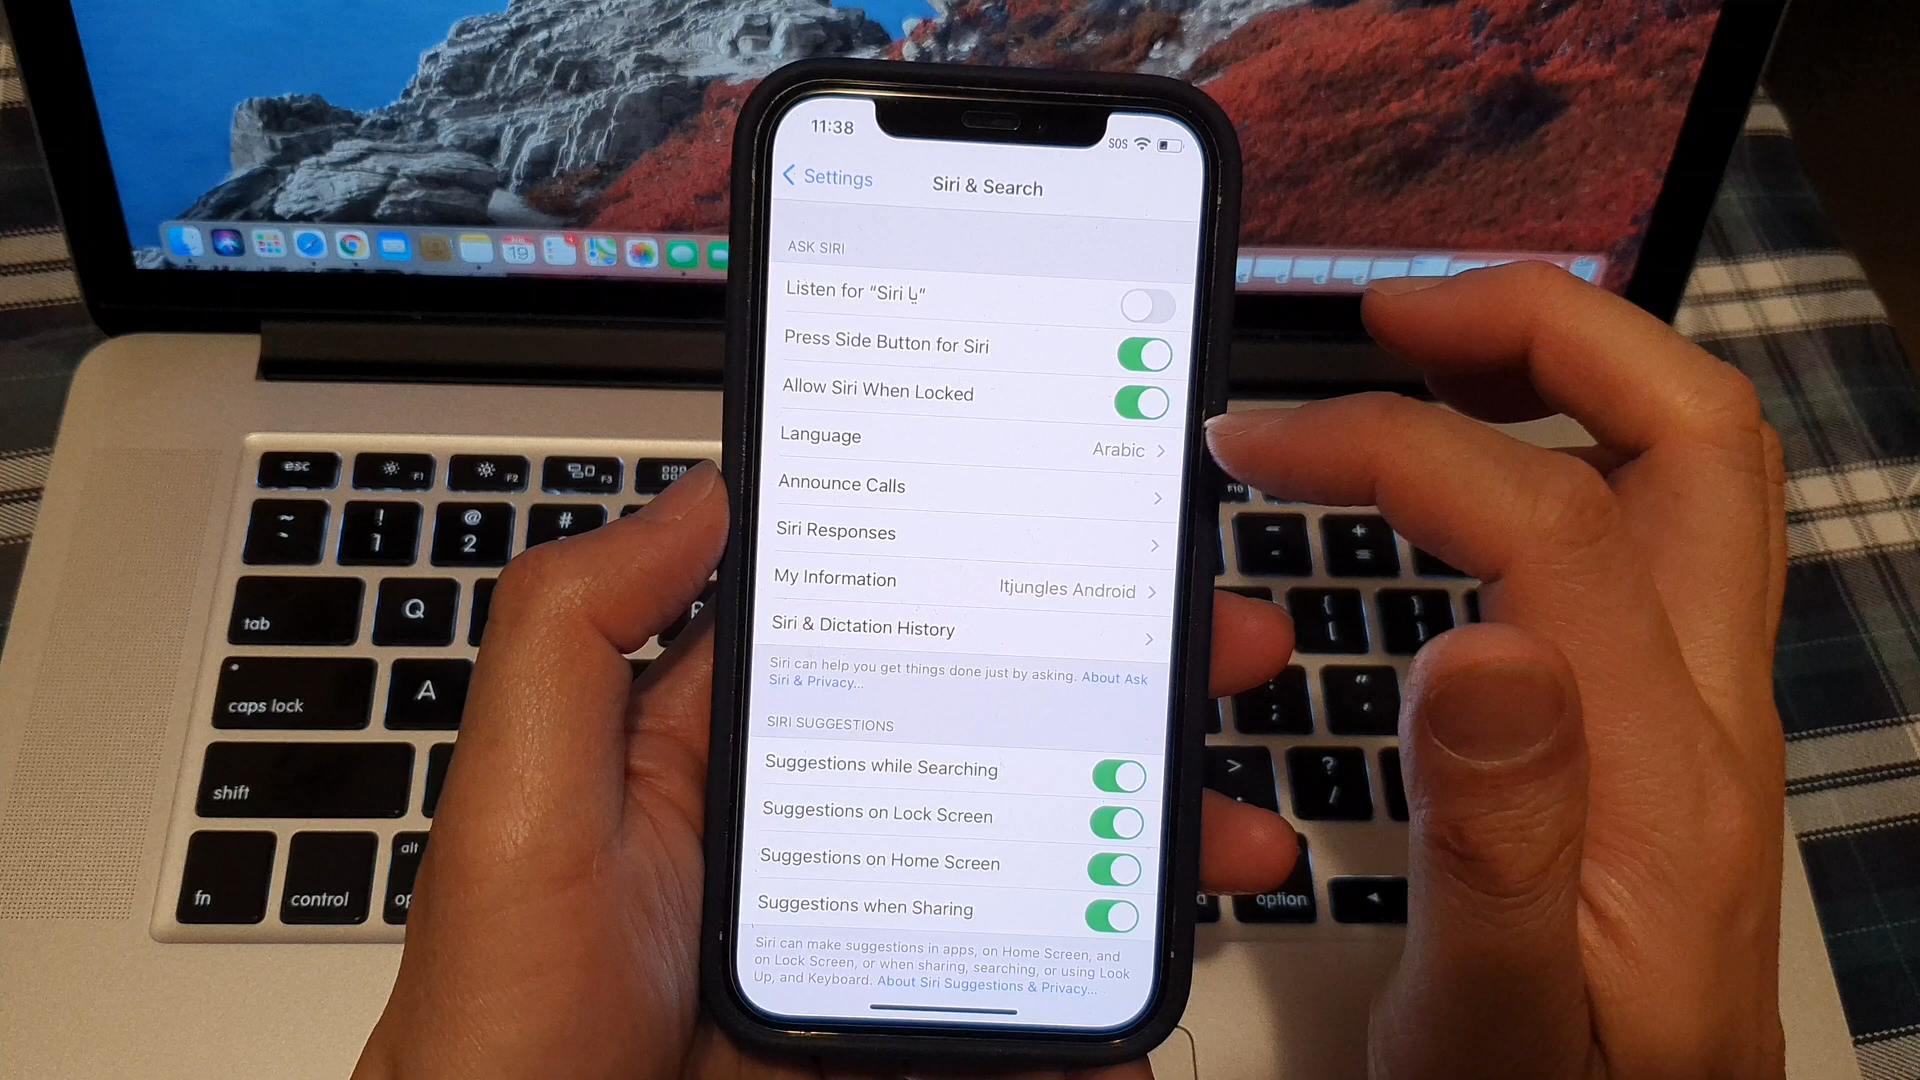 11:38
SOS
Settings
Siri & Search
ASK SIRI
Listen for “Siri يا”
Press Side Button for Siri
Allow Siri When Locked
Language Arabic
Announce Calls
Siri Responses
My Information Itjungles Android
Siri & Dictation History
Siri can help you get things done just by asking. About Ask
Siri & Privacy...
SIRI SUGGESTIONS
Suggestions while Searching
Suggestions on Lock Screen
Suggestions on Home Screen
Suggestions when Sharing
Siri can make suggestions in apps, on Home Screen, and
on Lock Screen, or when sharing, searching, or using Look
Up, and Keyboard. About Siri Suggestions & Privacy...
19
esc F1 F2 F3 F10
~ ! @ #
1 2
- + =
tab Q
{ }
[ ]
caps lock A
: "
; '
shift
> ?
. /
fn control alt
option